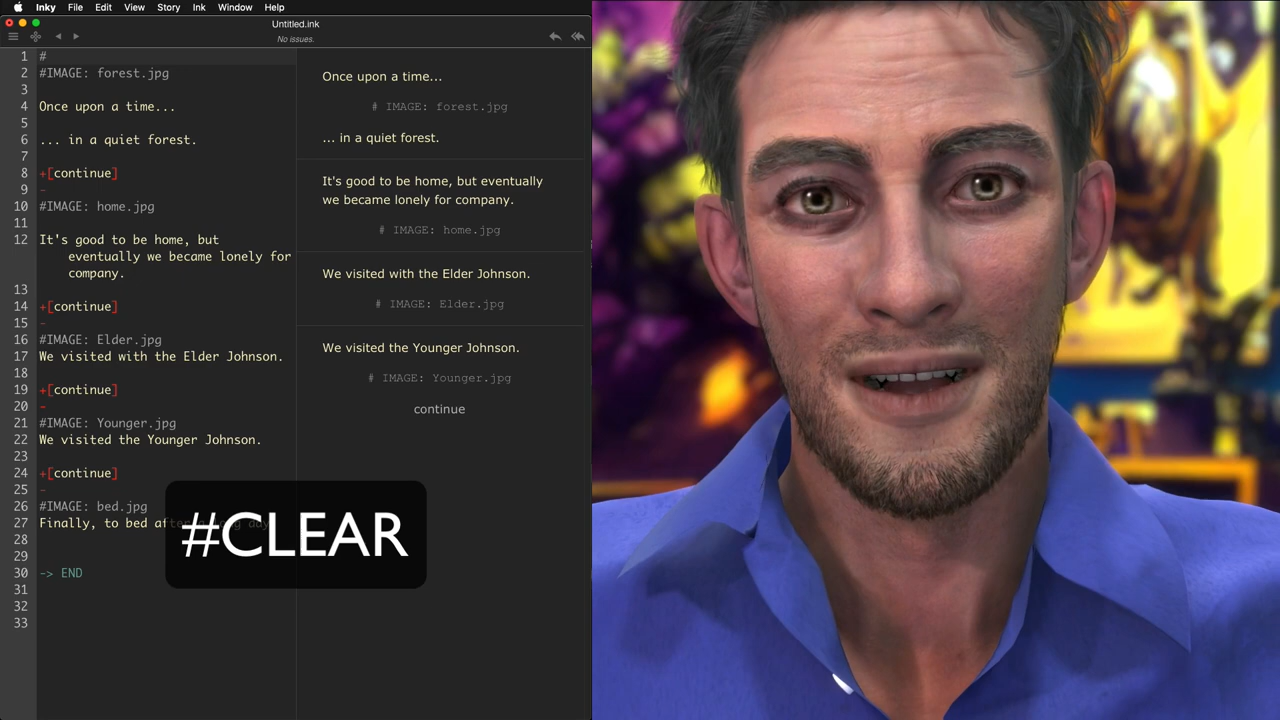 Inky File Edit View Story Ink Window Help
Untitled.ink
No issues.
1 #
2 #IMAGE: forest.jpg
3
4 Once upon a time...
5
6 ... in a quiet forest.
7
8 +[continue]
9 -
10 #IMAGE: home.jpg
11
12 It's good to be home, but
eventually we became lonely for
company.
13
14 +[continue]
15 -
16 #IMAGE: Elder.jpg
17 We visited with the Elder Johnson.
18
19 +[continue]
20 -
21 #IMAGE: Younger.jpg
22 We visited the Younger Johnson.
23
24 +[continue]
25 -
26 #IMAGE: bed.jpg
27 Finally, to bed after a long day
28
29
30 -> END
31
32
33
Once upon a time...
# IMAGE: forest.jpg
... in a quiet forest.
It's good to be home, but eventually
we became lonely for company.
# IMAGE: home.jpg
We visited with the Elder Johnson.
# IMAGE: Elder.jpg
We visited the Younger Johnson.
# IMAGE: Younger.jpg
continue
#CLEAR